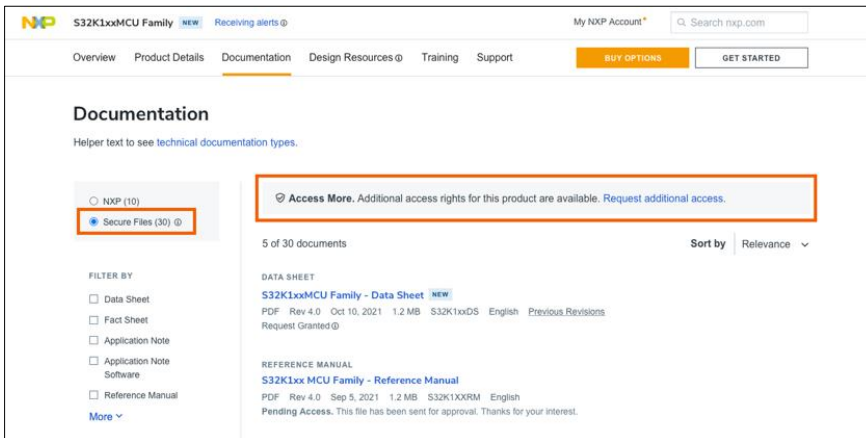 NXP S32K1xxMCU Family NEW Receiving alerts My NXP Account Search nxp.com
Overview Product Details Documentation Design Resources Training Support BUY OPTIONS GET STARTED
Documentation
Helper text to see technical documentation types.
NXP (10)
Secure Files (30)
FILTER BY
Data Sheet
Fact Sheet
Application Note
Application Note
Software
Reference Manual
More
Access More. Additional access rights for this product are available. Request additional access.
5 of 30 documents Sort by Relevance
DATA SHEET
S32K1xxMCU Family - Data Sheet NEW
PDF Rev 4.0 Oct 10, 2021 1.2 MB S32K1xxDS English Previous Revisions
Request Granted
REFERENCE MANUAL
S32K1xx MCU Family - Reference Manual
PDF Rev 4.0 Sep 5, 2021 1.2 MB S32K1XXRM English
Pending Access. This file has been sent for approval. Thanks for your interest.